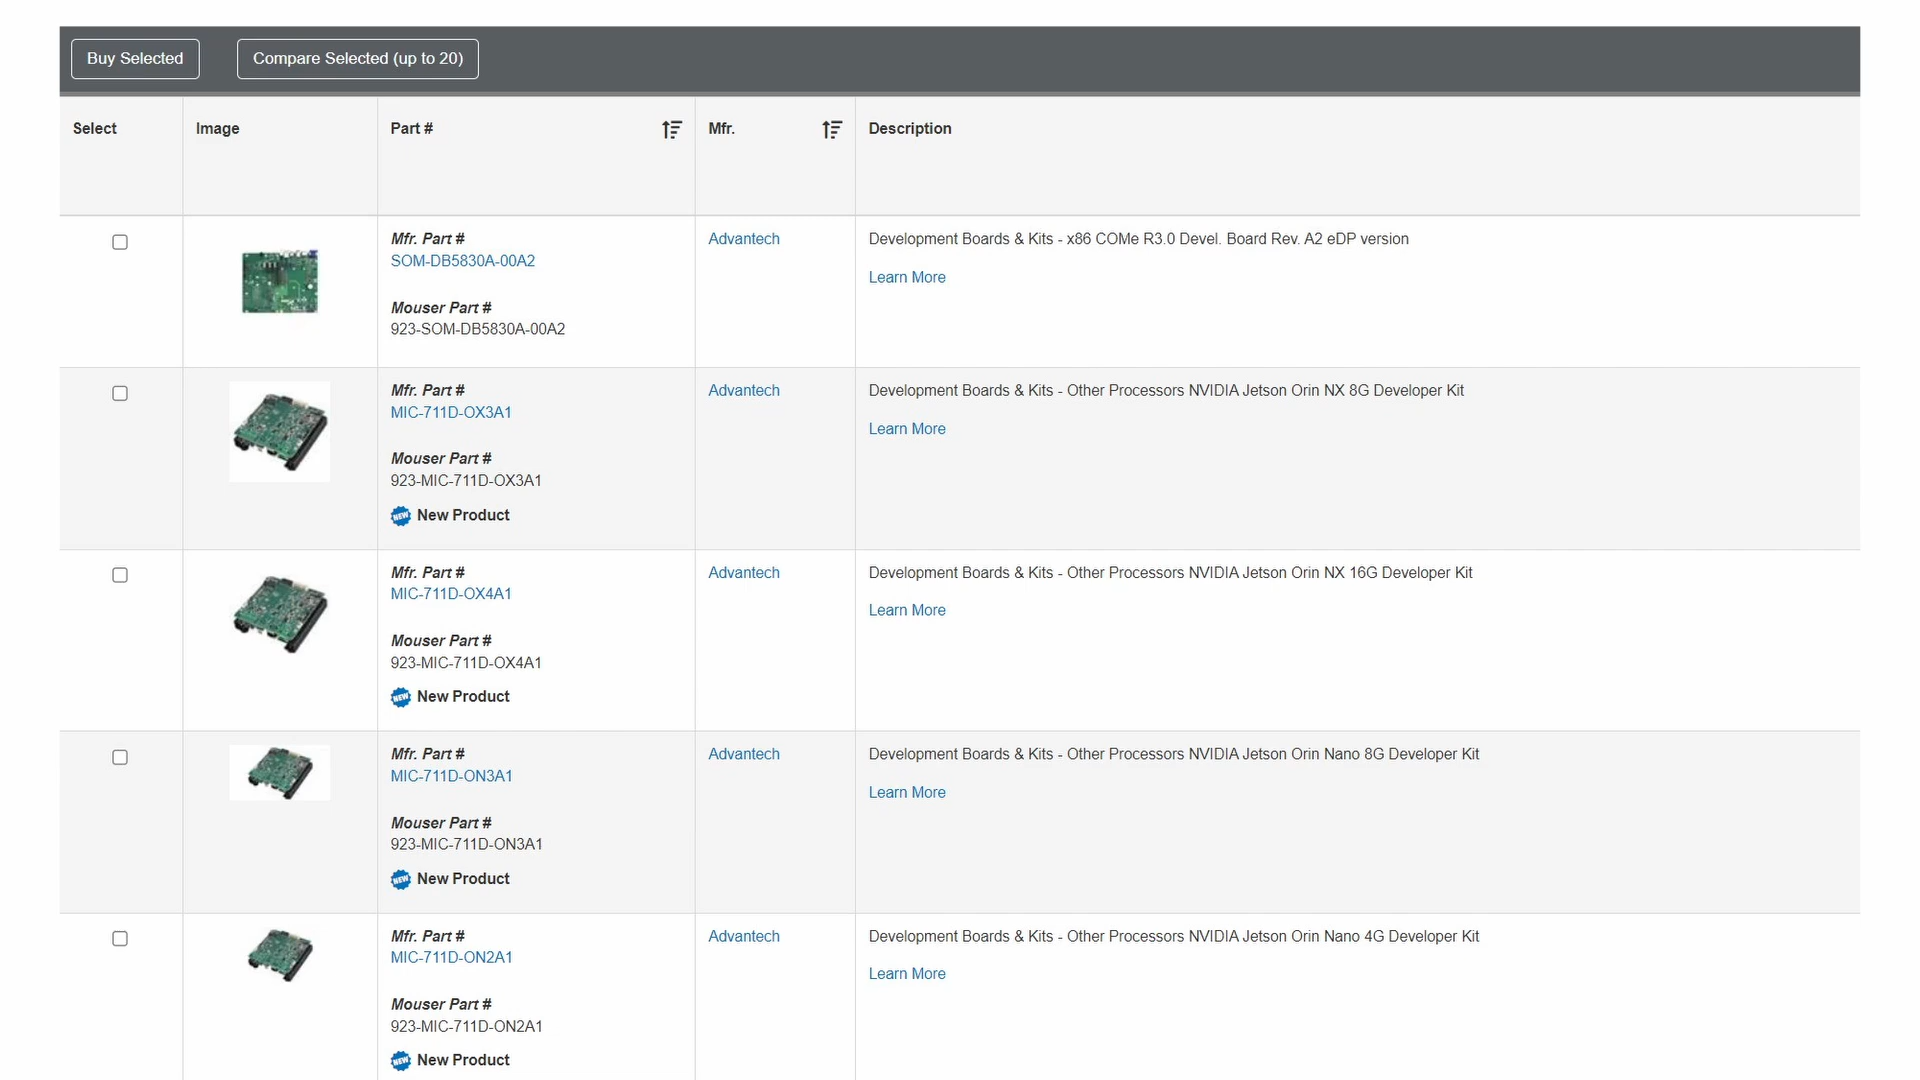 Buy Selected
Compare Selected (up to 20)
Select
Image
Part #
Mfr.
Description
Mfr. Part #
SOM-DB5830A-00A2
Mouser Part #
923-SOM-DB5830A-00A2
Advantech
Development Boards & Kits - x86 COMe R3.0 Devel. Board Rev. A2 eDP version
Learn More
Mfr. Part #
MIC-711D-OX3A1
Mouser Part #
923-MIC-711D-OX3A1
NEW New Product
Advantech
Development Boards & Kits - Other Processors NVIDIA Jetson Orin NX 8G Developer Kit
Learn More
Mfr. Part #
MIC-711D-OX4A1
Mouser Part #
923-MIC-711D-OX4A1
NEW New Product
Advantech
Development Boards & Kits - Other Processors NVIDIA Jetson Orin NX 16G Developer Kit
Learn More
Mfr. Part #
MIC-711D-ON3A1
Mouser Part #
923-MIC-711D-ON3A1
NEW New Product
Advantech
Development Boards & Kits - Other Processors NVIDIA Jetson Orin Nano 8G Developer Kit
Learn More
Mfr. Part #
MIC-711D-ON2A1
Mouser Part #
923-MIC-711D-ON2A1
NEW New Product
Advantech
Development Boards & Kits - Other Processors NVIDIA Jetson Orin Nano 4G Developer Kit
Learn More